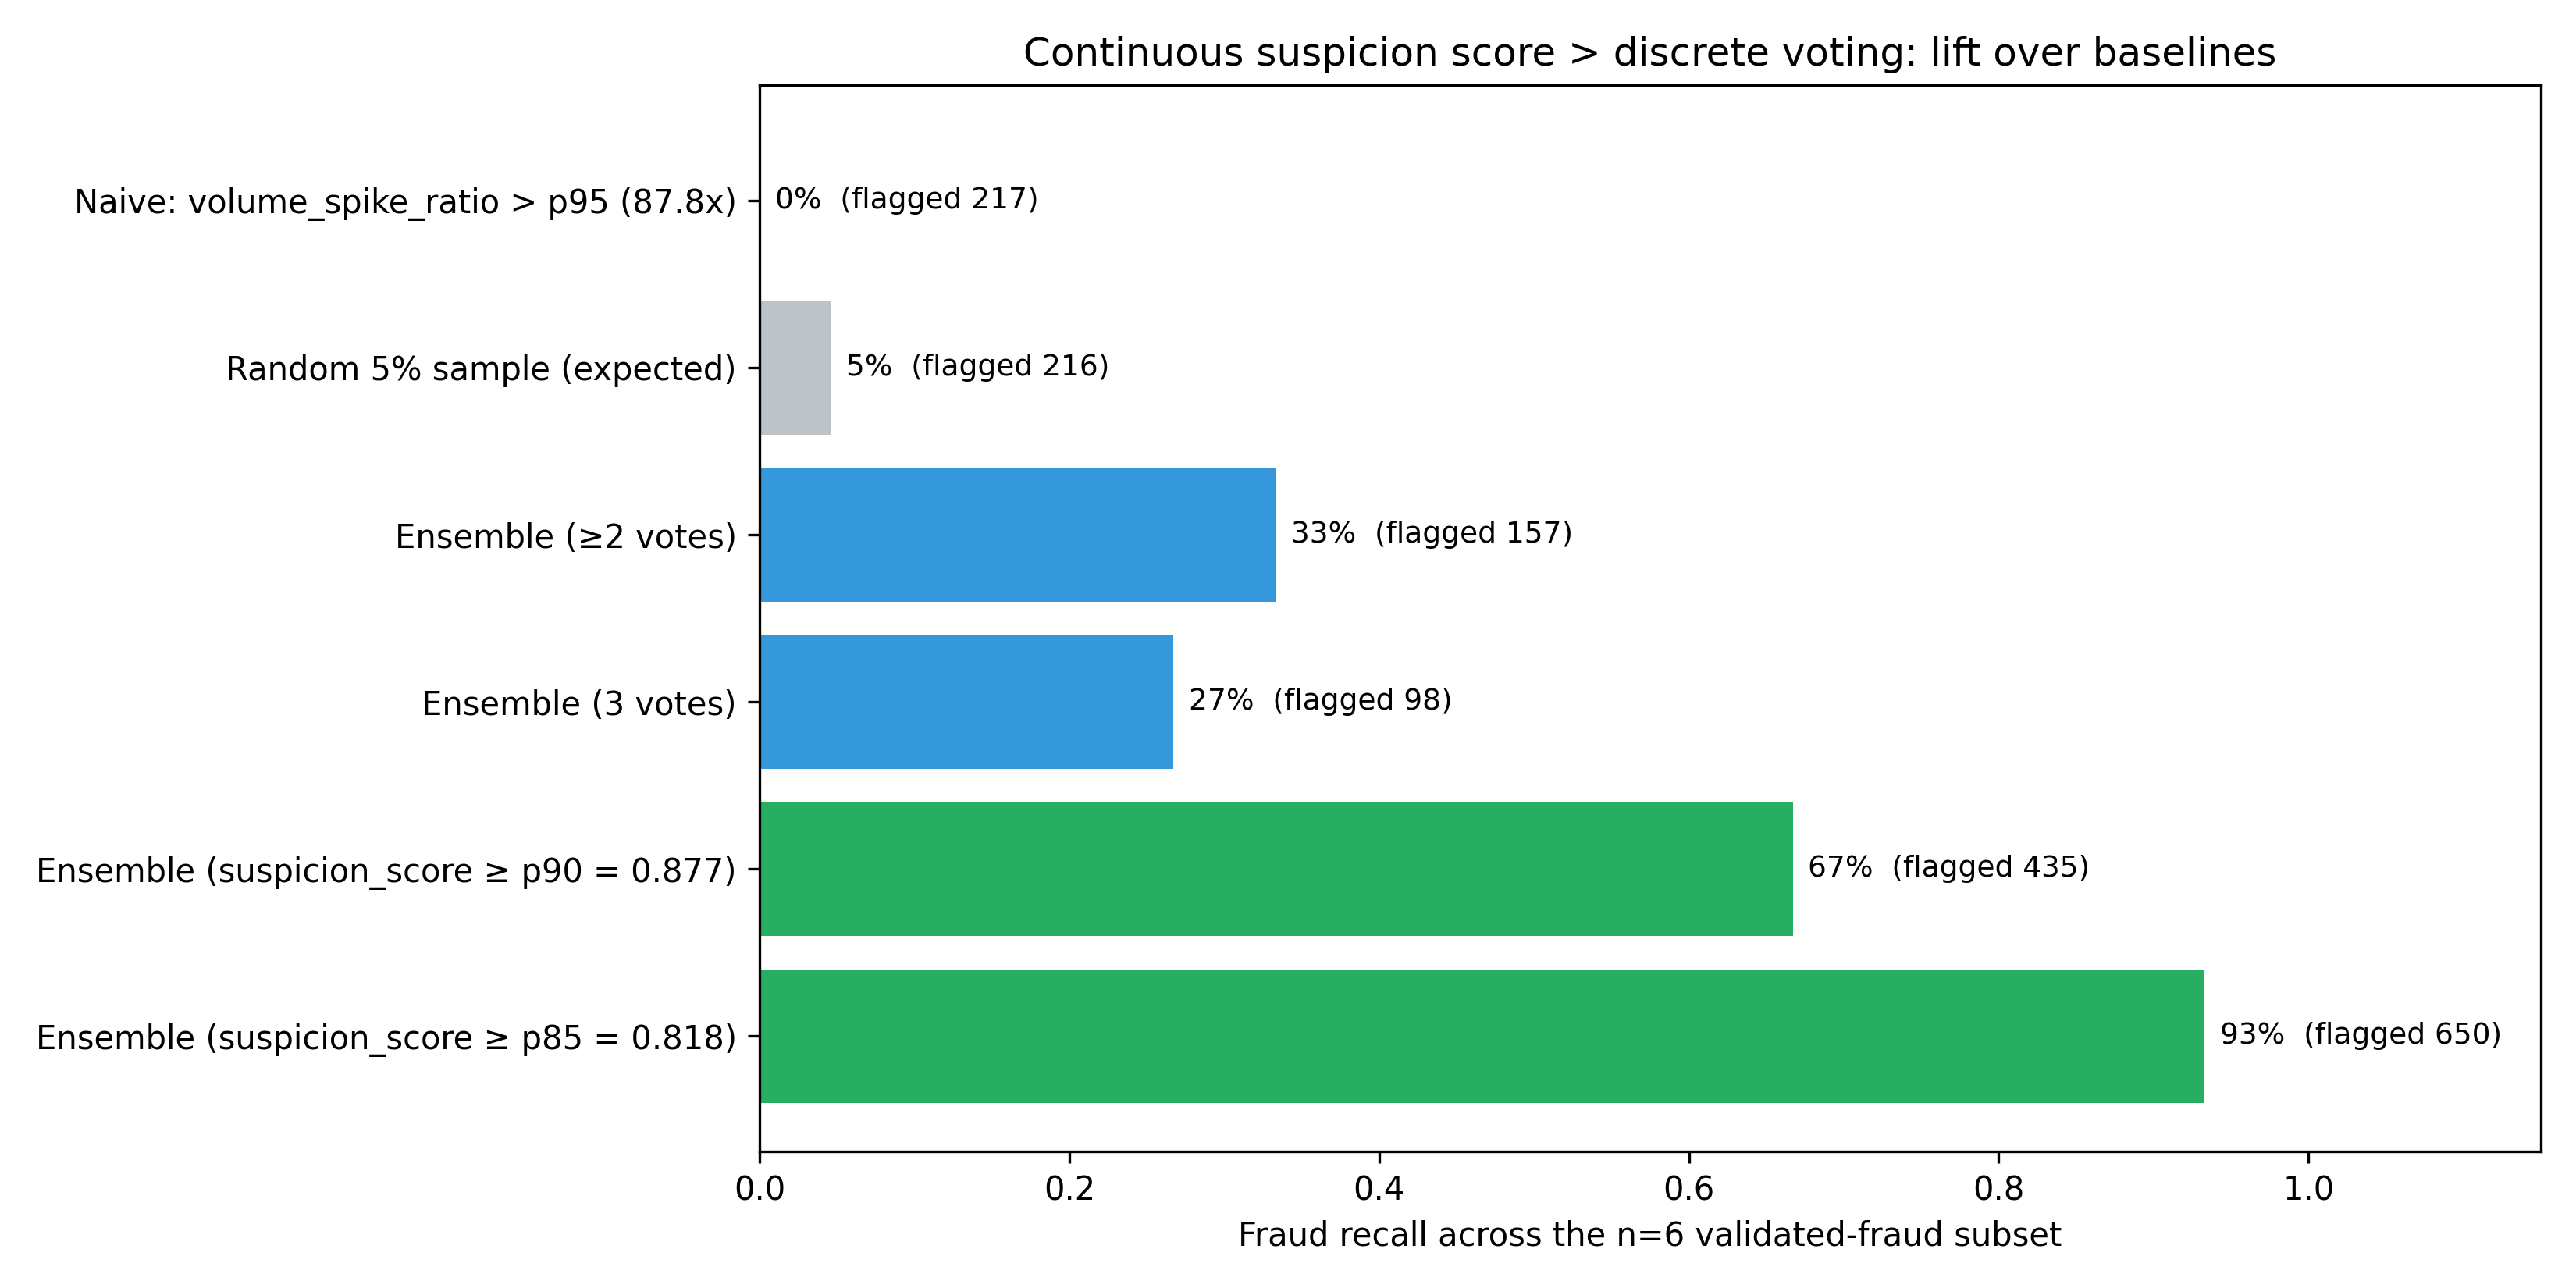 Continuous suspicion score > discrete voting: lift over baselines
Naive: volume_spike_ratio > p95 (87.8x)
0%  (flagged 217)
Random 5% sample (expected)
5%  (flagged 216)
Ensemble (≥2 votes)
33%  (flagged 157)
Ensemble (3 votes)
27%  (flagged 98)
Ensemble (suspicion_score ≥ p90 = 0.877)
67%  (flagged 435)
Ensemble (suspicion_score ≥ p85 = 0.818)
93%  (flagged 650)
0.0 0.2 0.4 0.6 0.8 1.0
Fraud recall across the n=6 validated-fraud subset